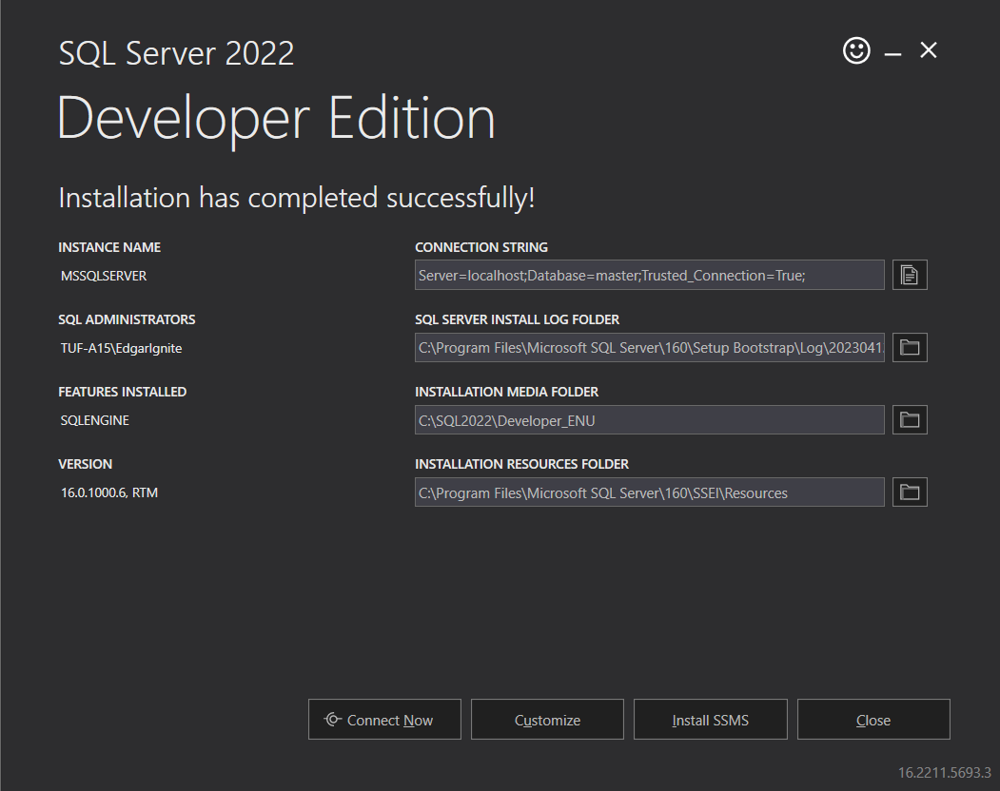 SQL Server 2022
Developer Edition
Installation has completed successfully!
INSTANCE NAME
MSSQLSERVER
CONNECTION STRING
Server=localhost;Database=master;Trusted_Connection=True;
SQL ADMINISTRATORS
TUF-A15\EdgarIgnite
SQL SERVER INSTALL LOG FOLDER
C:\Program Files\Microsoft SQL Server\160\Setup Bootstrap\Log\2023041
FEATURES INSTALLED
SQLENGINE
INSTALLATION MEDIA FOLDER
C:\SQL2022\Developer_ENU
VERSION
16.0.1000.6, RTM
INSTALLATION RESOURCES FOLDER
C:\Program Files\Microsoft SQL Server\160\SSEI\Resources
Connect Now
Customize
Install SSMS
Close
16.2211.5693.3